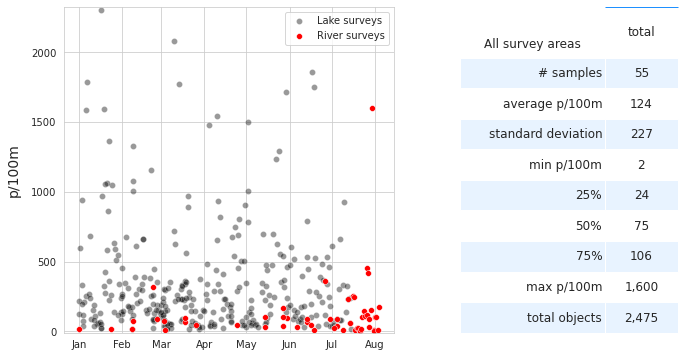 Lake surveys
River surveys
p/100m
2000
1500
1000
500
0
Jan Feb Mar Apr May Jun Jul Aug
All survey areas total
# samples 55
average p/100m 124
standard deviation 227
min p/100m 2
25% 24
50% 75
75% 106
max p/100m 1,600
total objects 2,475